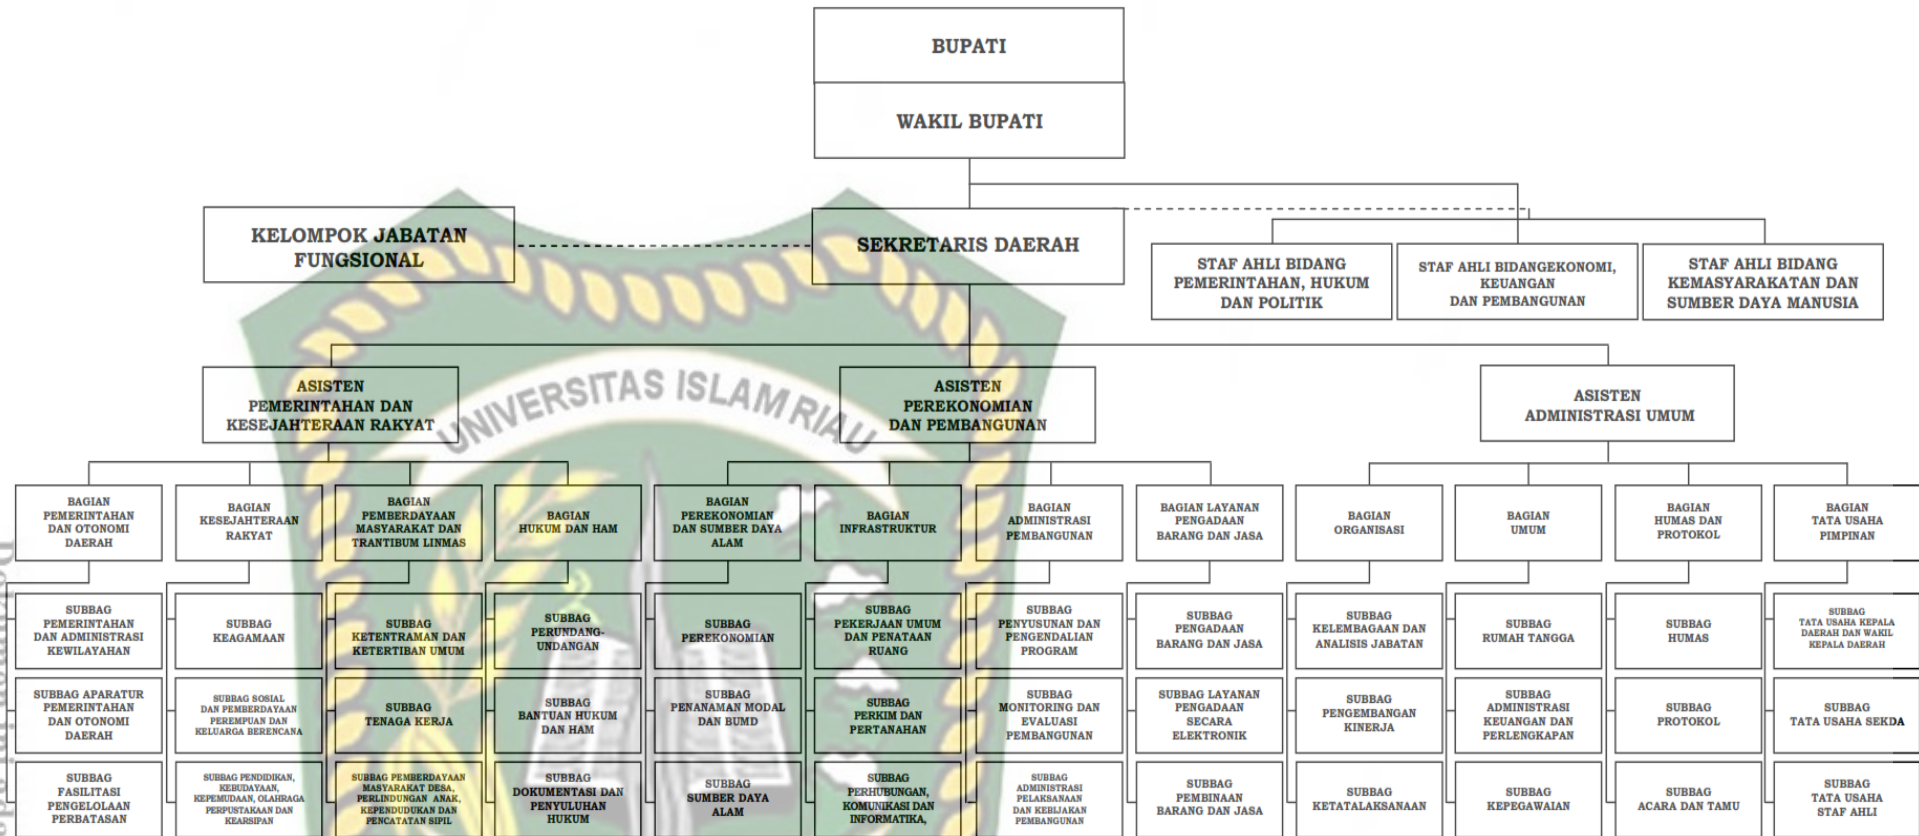 BUPATI
WAKIL BUPATI
KELOMPOK JABATAN
FUNGSIONAL
SEKRETARIS DAERAH
STAF AHLI BIDANG
PEMERINTAHAN, HUKUM
DAN POLITIK
STAF AHLI BIDANGEKONOMI,
KEUANGAN
DAN PEMBANGUNAN
STAF AHLI BIDANG
KEMASYARAKATAN DAN
SUMBER DAYA MANUSIA
UNIVERSITAS ISLAM RIAU
ASISTEN
PEMERINTAHAN DAN
KESEJAHTERAAN RAKYAT
ASISTEN
PEREKONOMIAN
DAN PEMBANGUNAN
ASISTEN
ADMINISTRASI UMUM
BAGIAN
PEMERINTAHAN
DAN OTONOMI
DAERAH
BAGIAN
KESEJAHTERAAN
RAKYAT
BAGIAN
PEMBERDAYAAN
MASYARAKAT DAN
TRANTIBUM LINMAS
BAGIAN
HUKUM DAN HAM
BAGIAN
PEREKONOMIAN
DAN SUMBER DAYA
ALAM
BAGIAN
INFRASTRUKTUR
BAGIAN
ADMINISTRASI
PEMBANGUNAN
BAGIAN LAYANAN
PENGADAAN
BARANG DAN JASA
BAGIAN
ORGANISASI
BAGIAN
UMUM
BAGIAN
HUMAS DAN
PROTOKOL
BAGIAN
TATA USAHA
PIMPINAN
SUBBAG
PEMERINTAHAN
DAN ADMINISTRASI
KEWILAYAHAN
SUBBAG
KEAGAMAAN
SUBBAG
KETENTRAMAN DAN
KETERTIBAN UMUM
SUBBAG
PERUNDANG-
UNDANGAN
SUBBAG
PEREKONOMIAN
SUBBAG
PEKERJAAN UMUM
DAN PENATAAN
RUANG
SUBBAG
PENYUSUNAN DAN
PENGENDALIAN
PROGRAM
SUBBAG
PENGADAAN
BARANG DAN JASA
SUBBAG
KELEMBAGAAN DAN
ANALISIS JABATAN
SUBBAG
RUMAH TANGGA
SUBBAG
HUMAS
SUBBAG
TATA USAHA KEPALA
DAERAH DAN WAKIL
KEPALA DAERAH
SUBBAG APARATUR
PEMERINTAHAN
DAN OTONOMI
DAERAH
SUBBAG SOSIAL
DAN PEMBERDAYAAN
PEREMPUAN DAN
KELUARGA BERENCANA
SUBBAG
TENAGA KERJA
SUBBAG
BANTUAN HUKUM
DAN HAM
SUBBAG
PENANAMAN MODAL
DAN BUMD
SUBBAG
PERKIM DAN
PERTANAHAN
SUBBAG
MONITORING DAN
EVALUASI
PEMBANGUNAN
SUBBAG LAYANAN
PENGADAAN
SECARA
ELEKTRONIK
SUBBAG
PENGEMBANGAN
KINERJA
SUBBAG
ADMINISTRASI
KEUANGAN DAN
PERLENGKAPAN
SUBBAG
PROTOKOL
SUBBAG
TATA USAHA SEKDA
SUBBAG
FASILITASI
PENGELOLAAN
PERBATASAN
SUBBAG PENDIDIKAN,
KEBUDAYAAN,
KEPEMUDAAN, OLAHRAGA
PERPUSTAKAAN DAN
KEARSIPAN
SUBBAG PEMBERDAYAAN
MASYARAKAT DESA,
PERLINDUNGAN ANAK,
KEPENDUDUKAN DAN
PENCATATAN SIPIL
SUBBAG
DOKUMENTASI DAN
PENYULUHAN
HUKUM
SUBBAG
SUMBER DAYA
ALAM
SUBBAG
PERHUBUNGAN,
KOMUNIKASI DAN
INFORMATIKA,
SUBBAG
ADMINISTRASI
PELAKSANAAN
DAN KEBIJAKAN
PEMBANGUNAN
SUBBAG
PEMBINAAN
BARANG DAN JASA
SUBBAG
KETATALAKSANAAN
SUBBAG
KEPEGAWAIAN
SUBBAG
ACARA DAN TAMU
SUBBAG
TATA USAHA
STAF AHLI